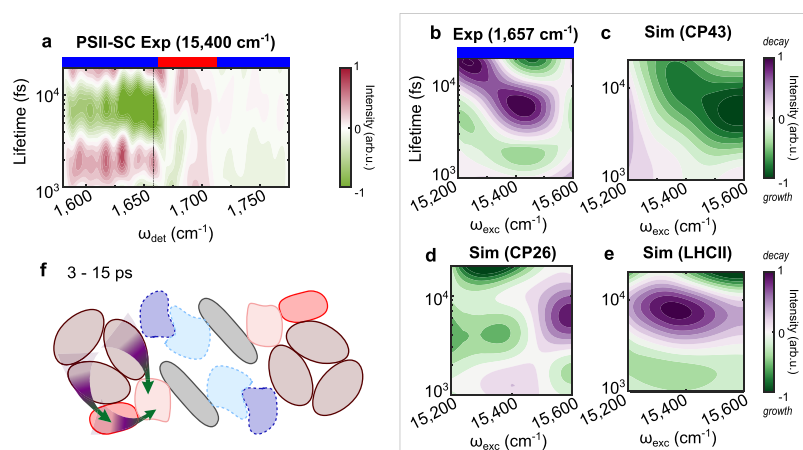 a PSII-SC Exp (15,400 cm⁻¹)
Lifetime (fs)
10⁴
10³
1,600
1,650
1,700
1,750
ω_det (cm⁻¹)
1
0
-1
Intensity (arb.u.)
b Exp (1,657 cm⁻¹)
Lifetime (fs)
10⁴
10³
15,200
15,400
15,600
ω_exc (cm⁻¹)
c Sim (CP43)
10⁴
10³
15,200
15,400
15,600
ω_exc (cm⁻¹)
decay
1
0
-1
growth
Intensity (arb.u.)
d Sim (CP26)
10⁴
10³
15,200
15,400
15,600
ω_exc (cm⁻¹)
e Sim (LHCII)
10⁴
10³
15,200
15,400
15,600
ω_exc (cm⁻¹)
decay
1
0
-1
growth
Intensity (arb.u.)
f 3 - 15 ps